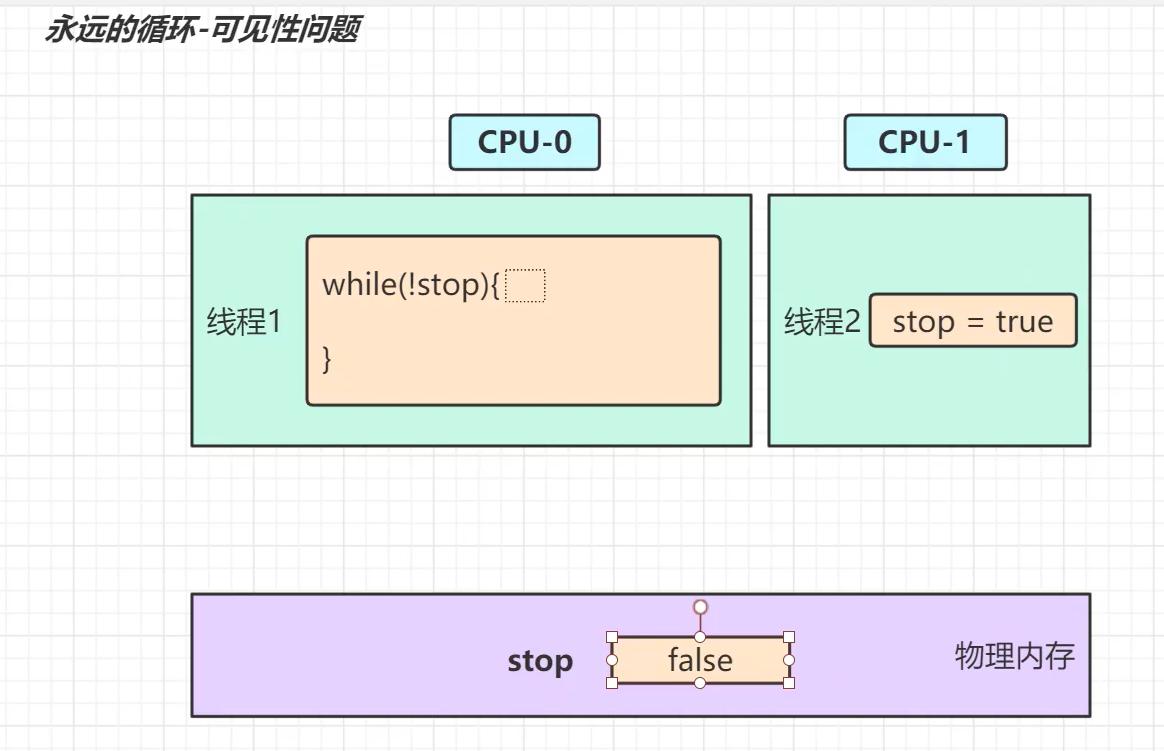 永远的循环-可见性问题
CPU-0
CPU-1
线程1
while(!stop){
}
线程2
stop = true
stop
false
物理内存